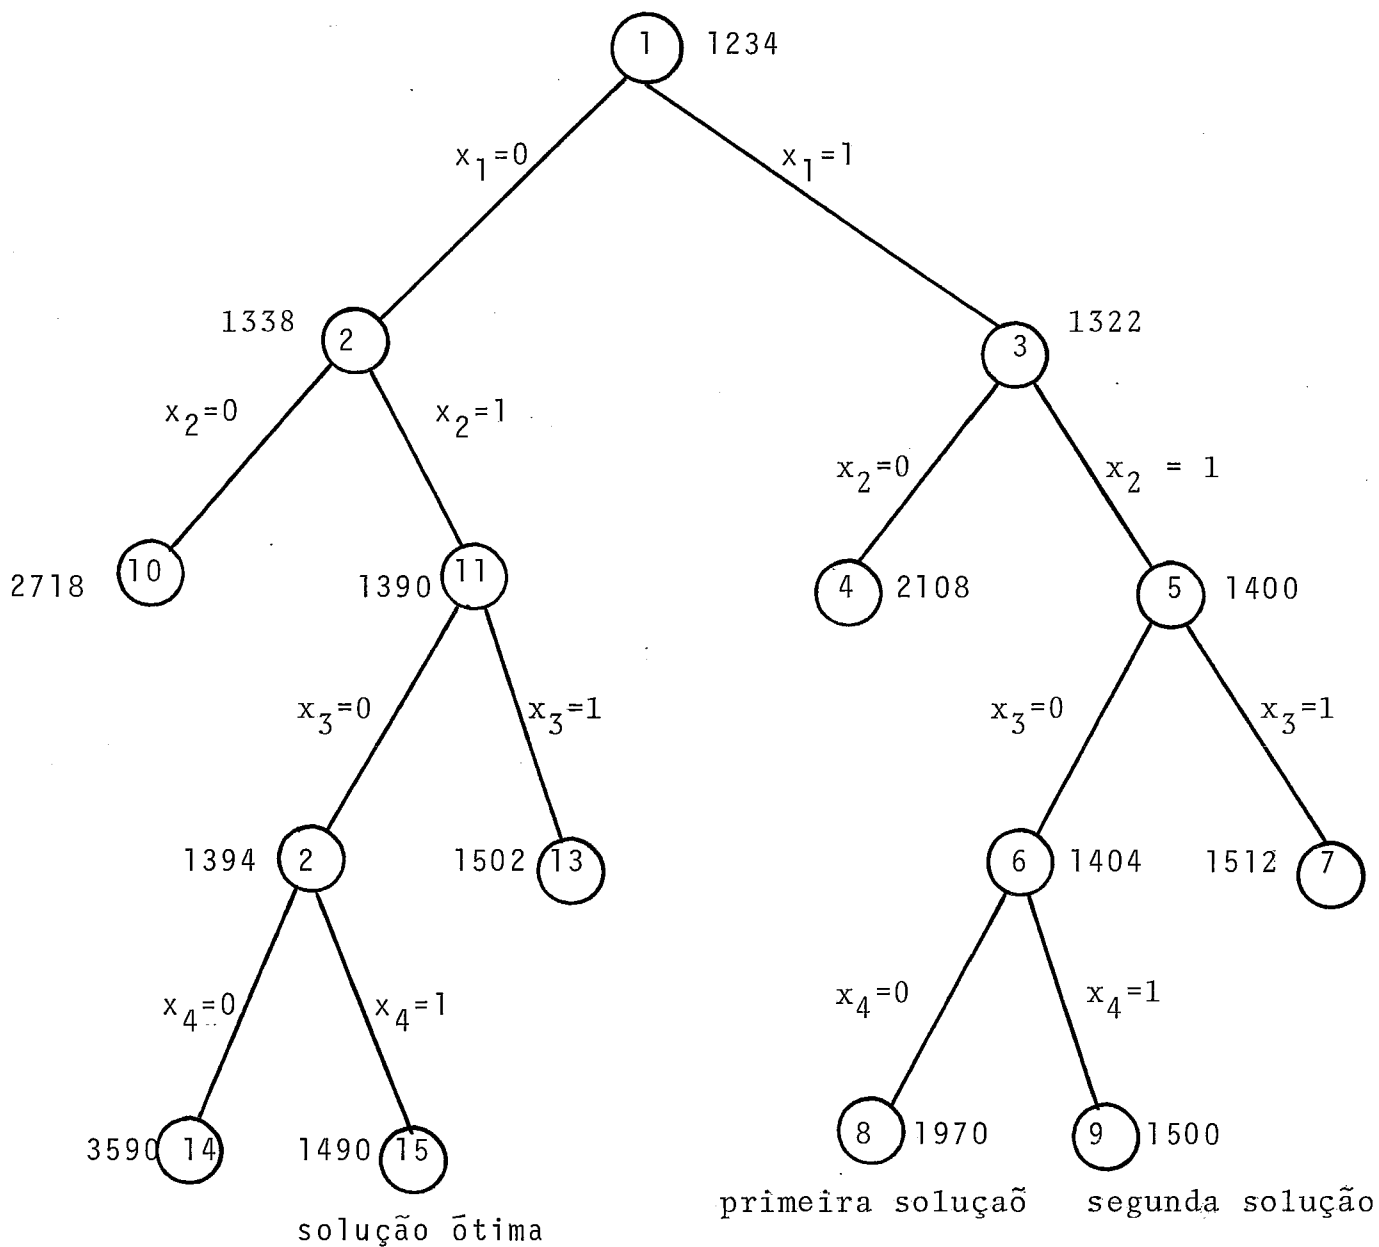 1 1234
x1=0 x1=1
1338 2 3 1322
x2=0 x2=1 x2=0 x2 = 1
2718 10 1390 11 4 2108 5 1400
x3=0 x3=1 x3=0 x3=1
1394 2 1502 13 6 1404 1512 7
x4=0 x4=1 x4=0 x4=1
3590 14 1490 15 8 1970 9 1500
primeira soluçaõ segunda solução
solução ōtima